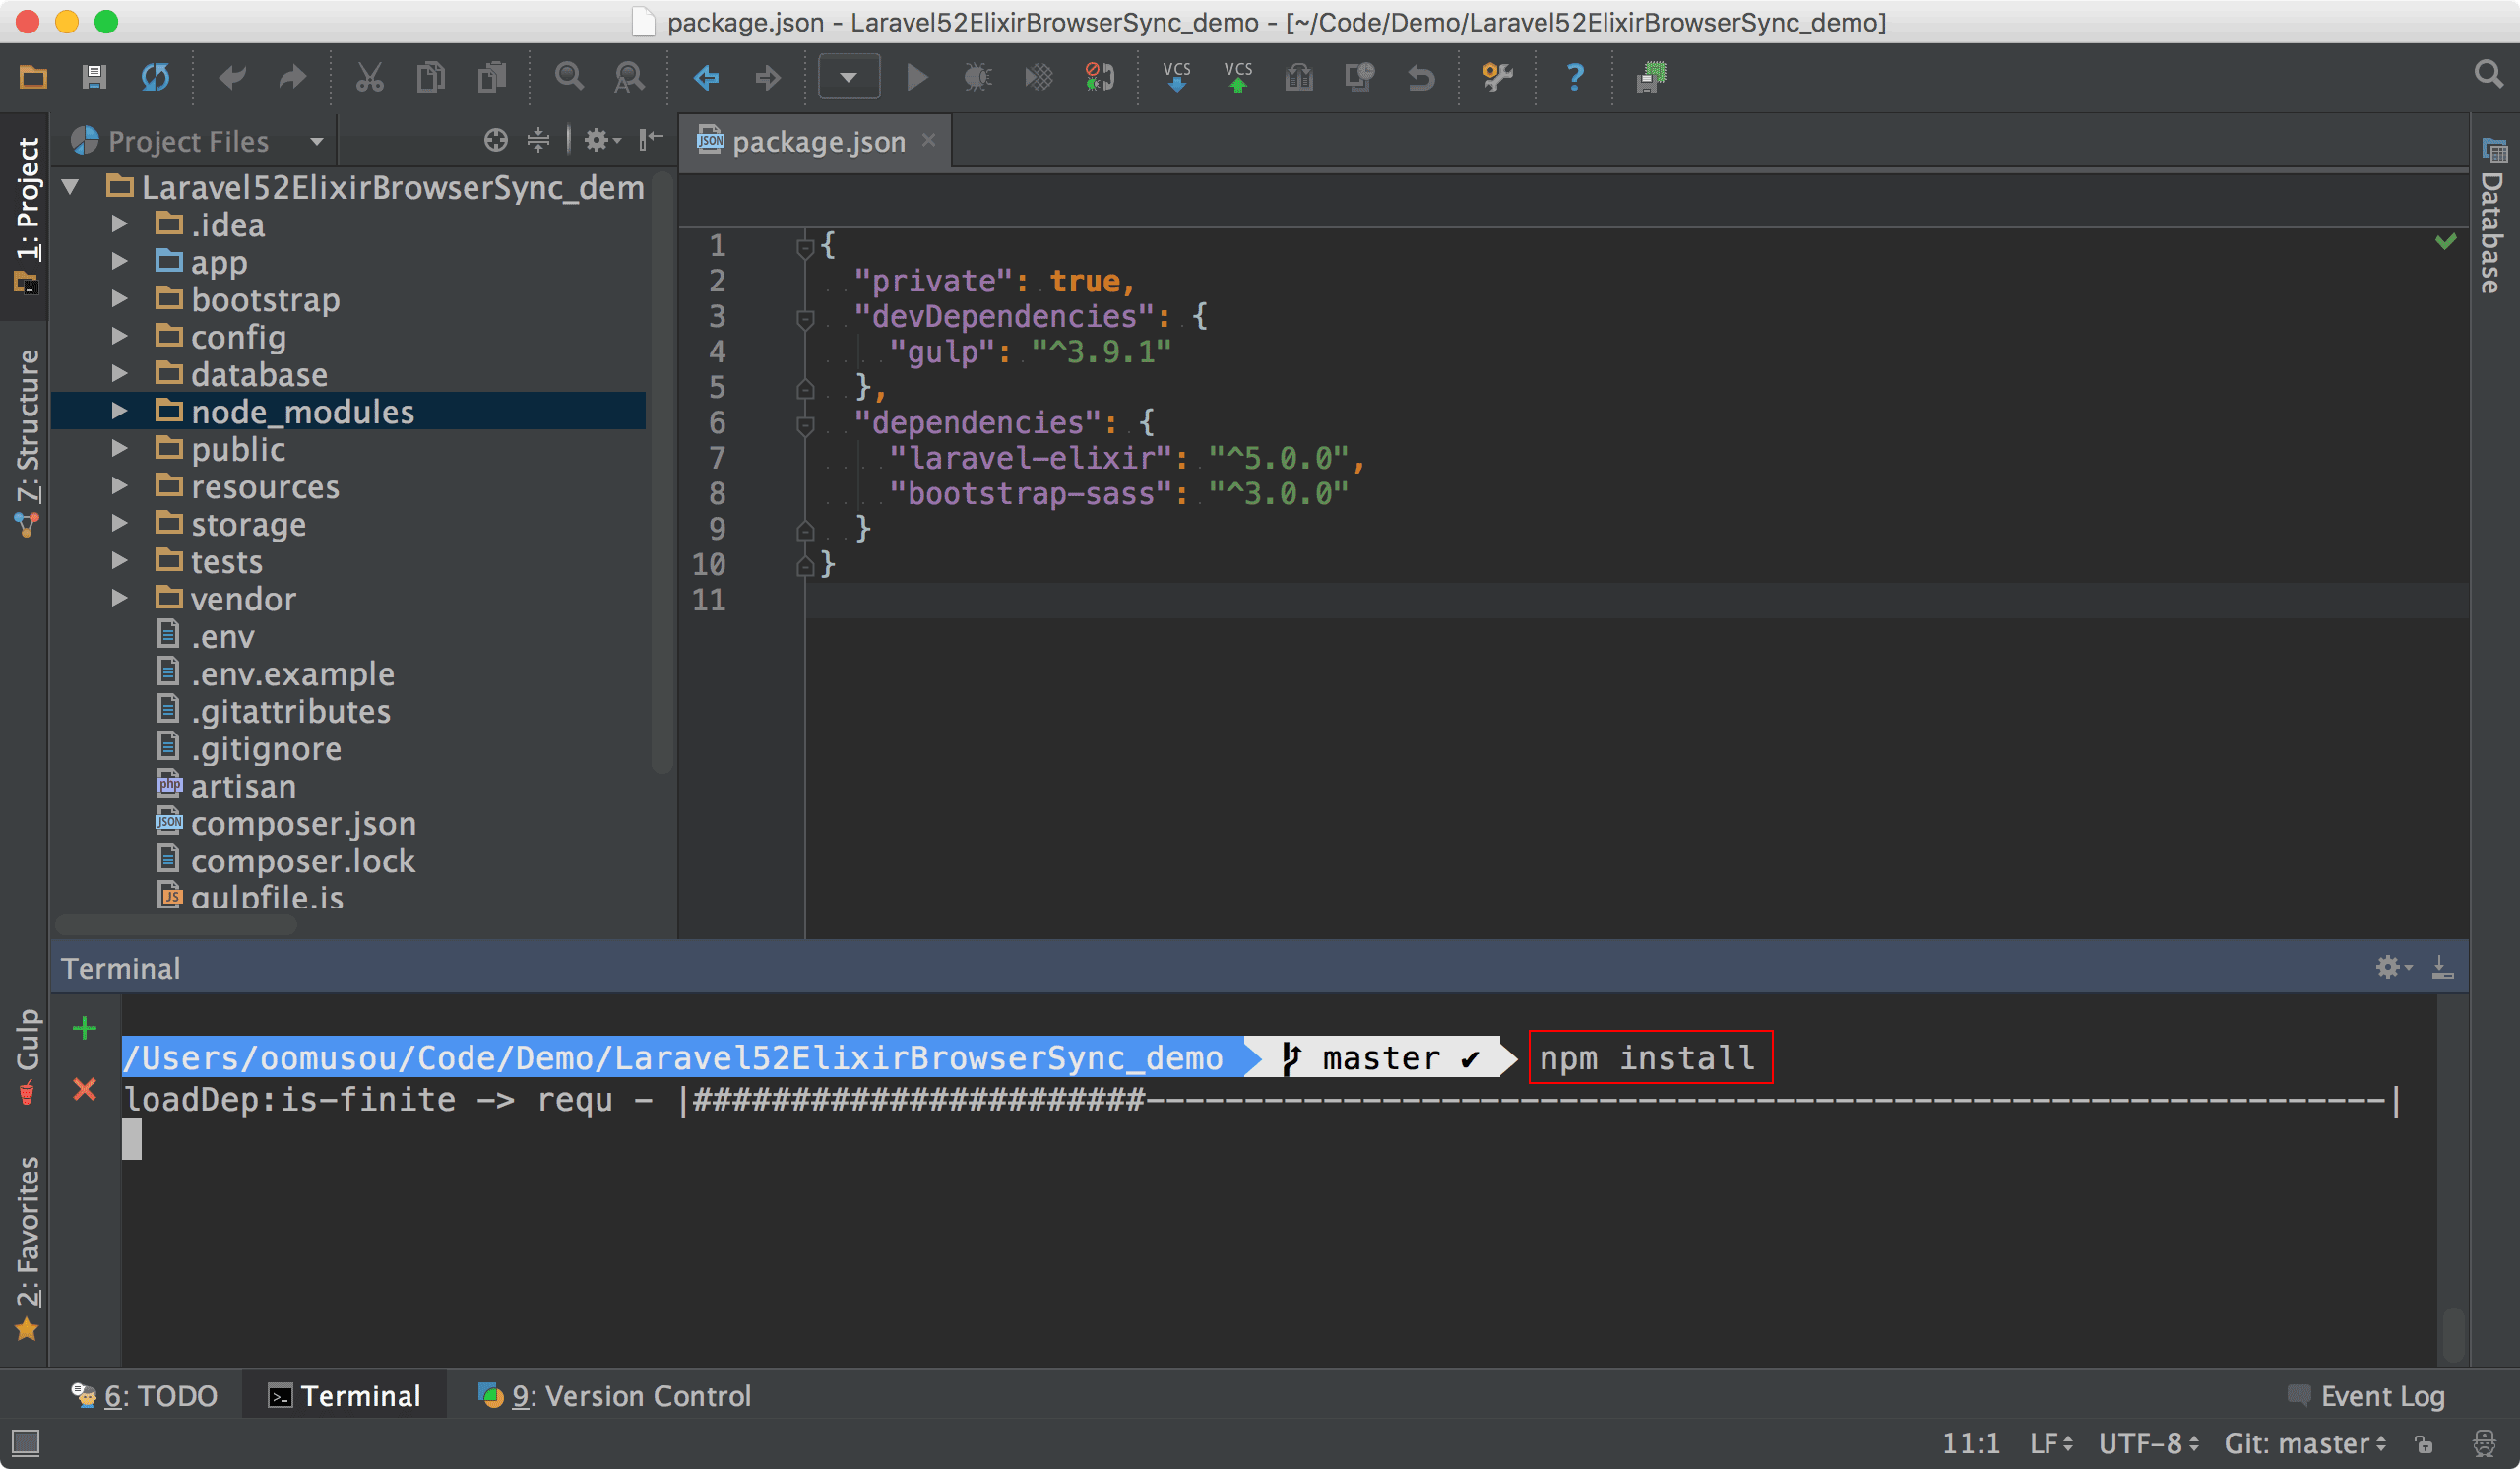 package.json - Laravel52ElixirBrowserSync_demo - [~/Code/Demo/Laravel52ElixirBrowserSync_demo]
VCS
VCS
?
1: Project
Project Files
JSON package.json
Database
Laravel52ElixirBrowserSync_dem
.idea
app
bootstrap
config
database
node_modules
public
resources
storage
tests
vendor
.env
.env.example
.gitattributes
.gitignore
php artisan
JSON composer.json
composer.lock
JS gulpfile.js
7: Structure
1 {
2 "private": true,
3 "devDependencies": {
4 "gulp": "^3.9.1"
5 },
6 "dependencies": {
7 "laravel-elixir": "^5.0.0",
8 "bootstrap-sass": "^3.0.0"
9 }
10 }
11
Terminal
Gulp
2: Favorites
/Users/oomusou/Code/Demo/Laravel52ElixirBrowserSync_demo master ✔ npm install
loadDep:is-finite -> requ - |#######################---------------------------------------------------------------|
6: TODO
Terminal
9: Version Control
Event Log
11:1 LF UTF-8 Git: master